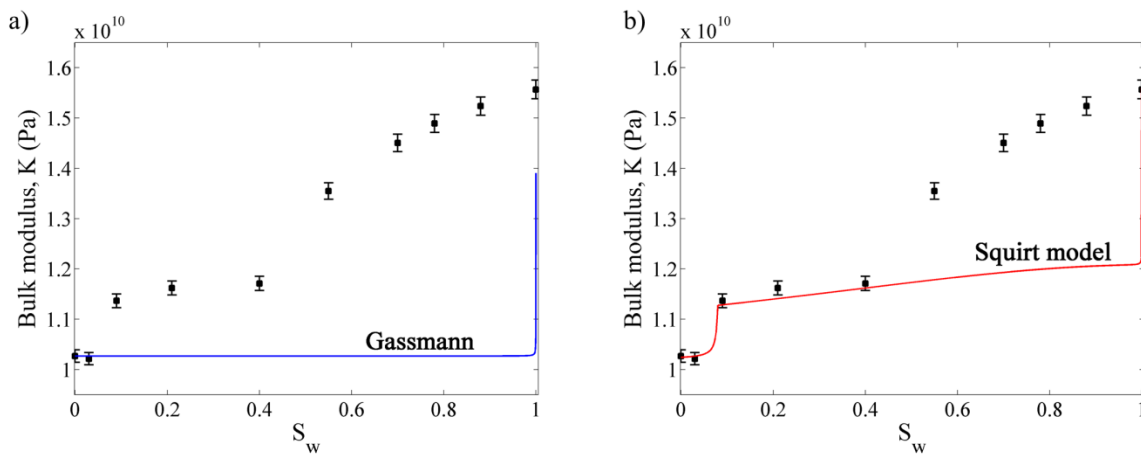 a)
x 10^10
Bulk modulus, K (Pa)
1.6
1.5
1.4
1.3
1.2
1.1
1
Gassmann
0 0.2 0.4 0.6 0.8 1
S_w
b)
x 10^10
Bulk modulus, K (Pa)
1.6
1.5
1.4
1.3
1.2
1.1
1
Squirt model
0 0.2 0.4 0.6 0.8 1
S_w